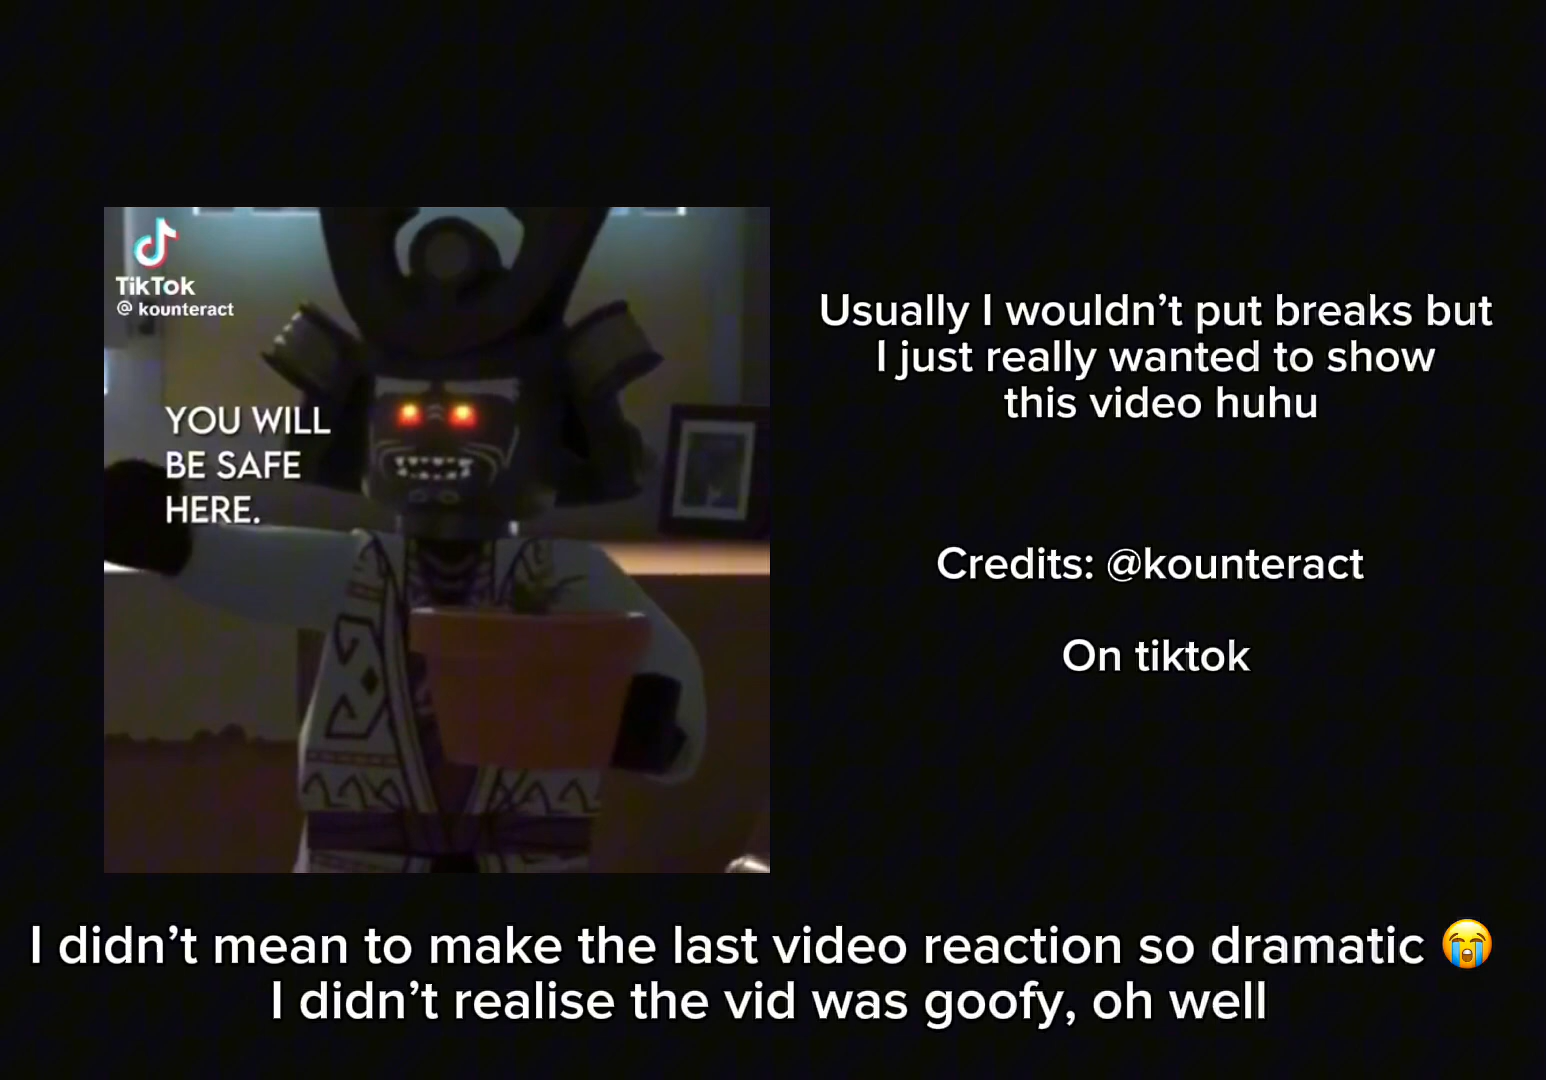 TikTok
@ kounteract
YOU WILL
BE SAFE
HERE.
Usually I wouldn’t put breaks but
I just really wanted to show
this video huhu
Credits: @kounteract
On tiktok
I didn’t mean to make the last video reaction so dramatic 😭
I didn’t realise the vid was goofy, oh well